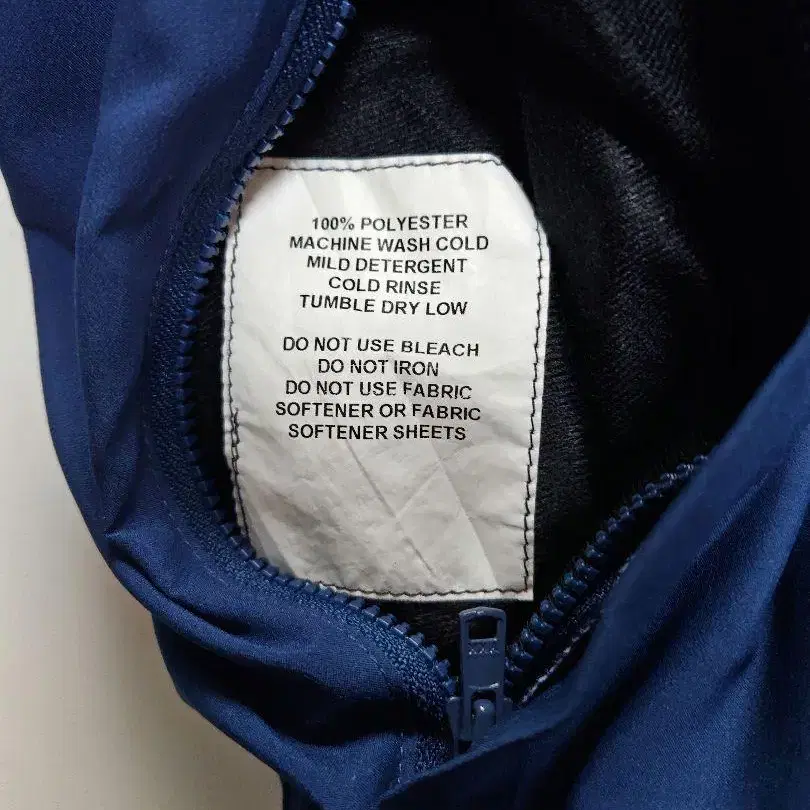 100% POLYESTER
MACHINE WASH COLD
MILD DETERGENT
COLD RINSE
TUMBLE DRY LOW
DO NOT USE BLEACH
DO NOT IRON
DO NOT USE FABRIC
SOFTENER OR FABRIC
SOFTENER SHEETS